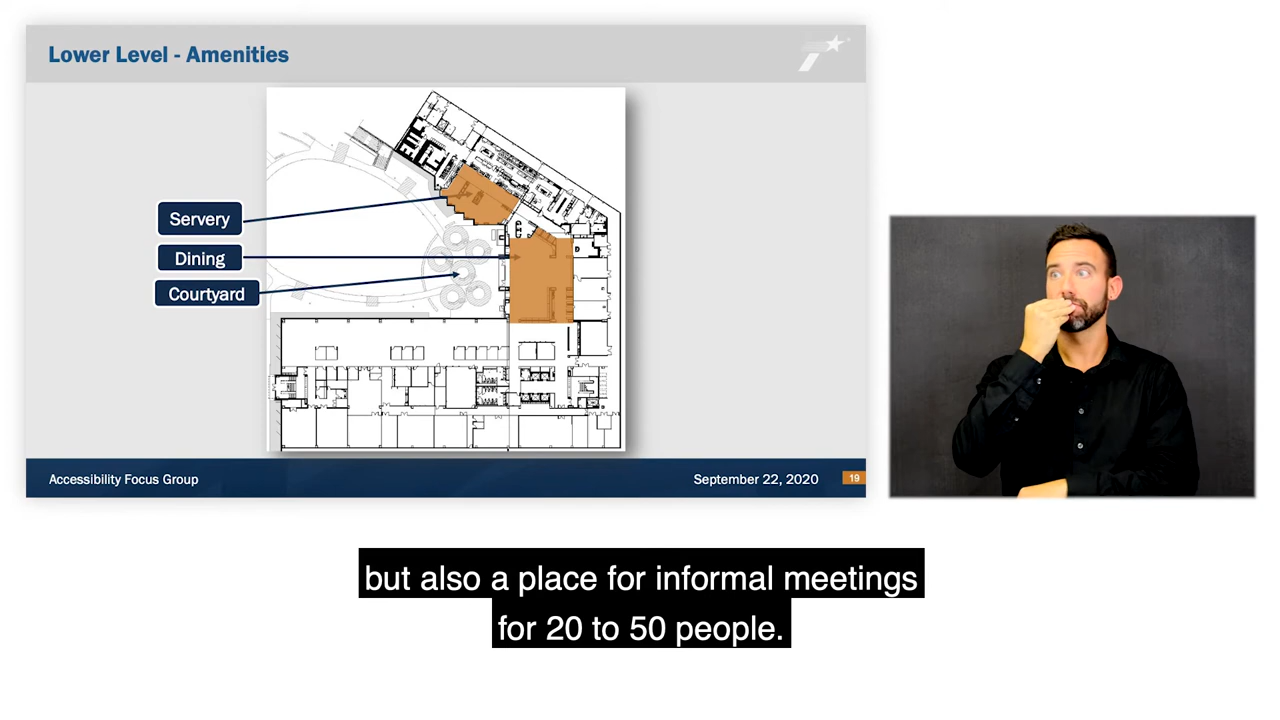 Lower Level - Amenities
Servery
Dining
Courtyard
Accessibility Focus Group
September 22, 2020
19
but also a place for informal meetings
for 20 to 50 people.